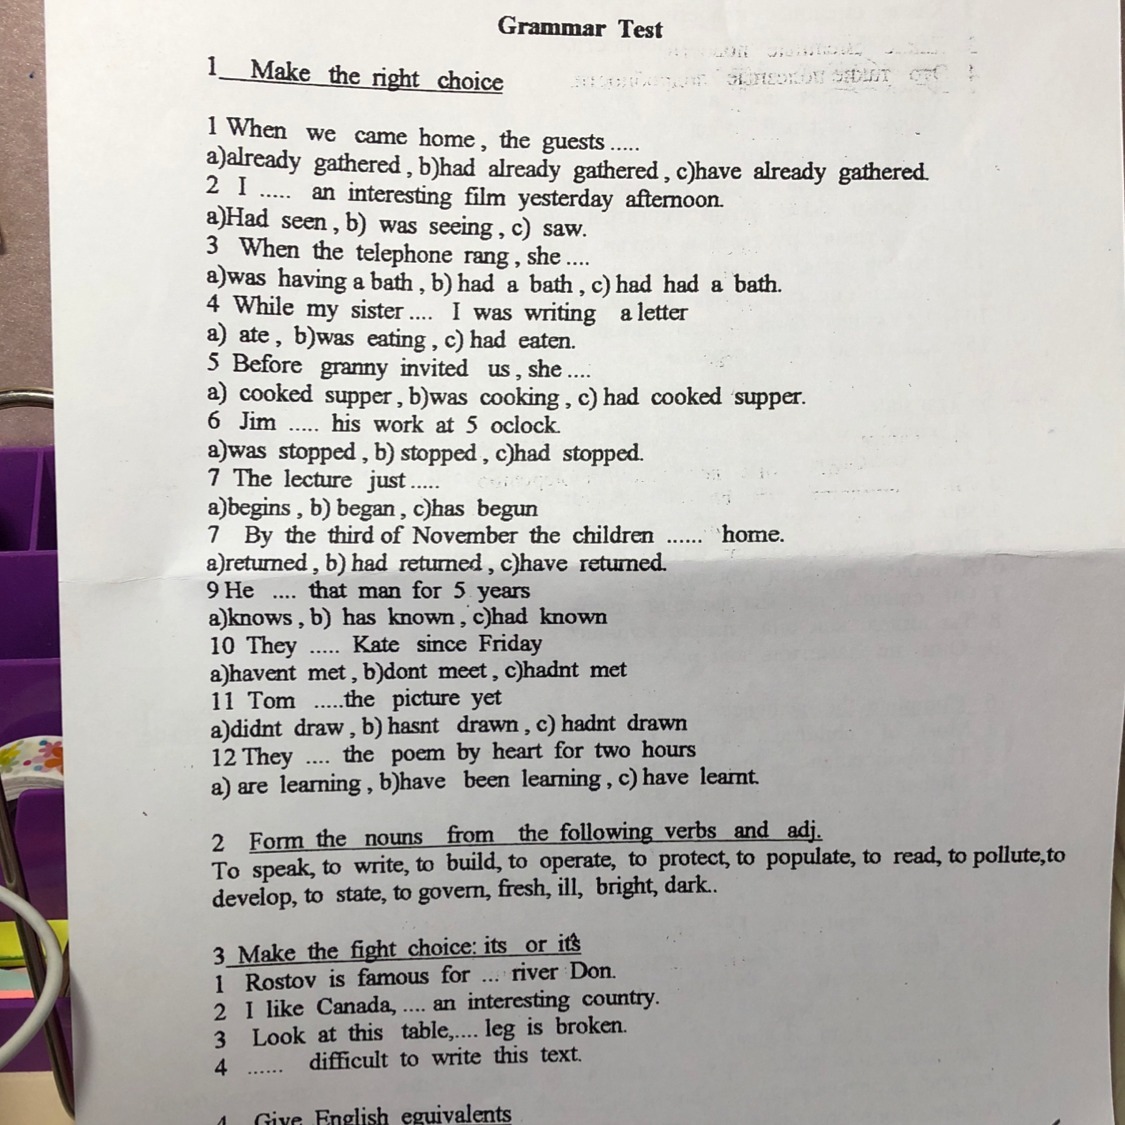 Grammar Test
1 Make the right choice
1 When we came home, the guests .....
a)already gathered, b)had already gathered, c)have already gathered.
2 I ..... an interesting film yesterday afternoon.
a)Had seen, b) was seeing, c) saw.
3 When the telephone rang, she ....
a)was having a bath, b) had a bath, c) had had a bath.
4 While my sister .... I was writing a letter
a) ate, b)was eating, c) had eaten.
5 Before granny invited us, she ....
a) cooked supper, b)was cooking, c) had cooked supper.
6 Jim ..... his work at 5 oclock.
a)was stopped, b) stopped, c)had stopped.
7 The lecture just .....
a)begins, b) began, c)has begun
7 By the third of November the children ...... home.
a)returned, b) had returned, c)have returned.
9 He .... that man for 5 years
a)knows, b) has known, c)had known
10 They ..... Kate since Friday
a)havent met, b)dont meet, c)hadnt met
11 Tom .....the picture yet
a)didnt draw, b) hasnt drawn, c) hadnt drawn
12 They .... the poem by heart for two hours
a) are learning, b)have been learning, c) have learnt.
2 Form the nouns from the following verbs and adj.
To speak, to write, to build, to operate, to protect, to populate, to read, to pollute,to
develop, to state, to govern, fresh, ill, bright, dark..
3 Make the fight choice: its or it's
1 Rostov is famous for ... river Don.
2 I like Canada, .... an interesting country.
3 Look at this table,.... leg is broken.
4 ...... difficult to write this text.
4 Give English eguivalents